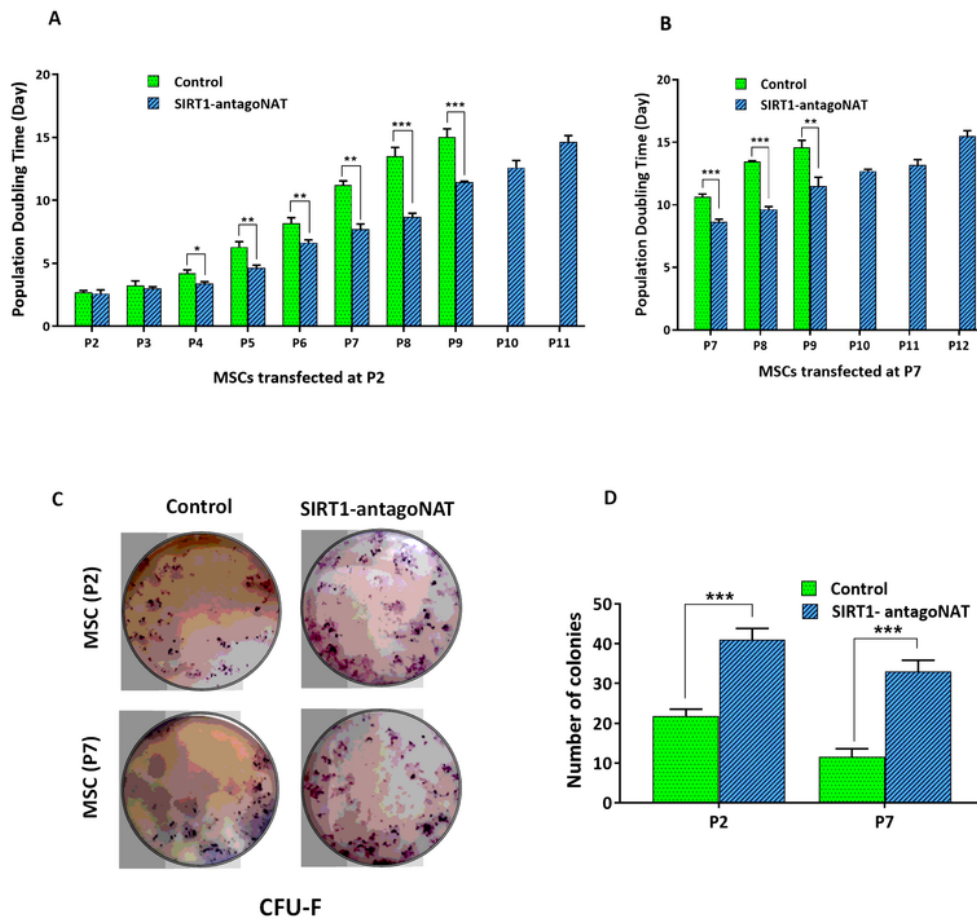 A
Control
SIRT1-antagoNAT
Population Doubling Time (Day)
20
15
10
5
0
*
**
**
**
***
***
P2 P3 P4 P5 P6 P7 P8 P9 P10 P11
MSCs transfected at P2
B
Control
SIRT1-antagoNAT
Population Doubling Time (Day)
20
15
10
5
0
***
***
**
P7 P8 P9 P10 P11 P12
MSCs transfected at P7
C
Control SIRT1-antagoNAT
MSC (P2)
MSC (P7)
CFU-F
D
Control
SIRT1- antagoNAT
Number of colonies
50
40
30
20
10
0
***
***
P2 P7